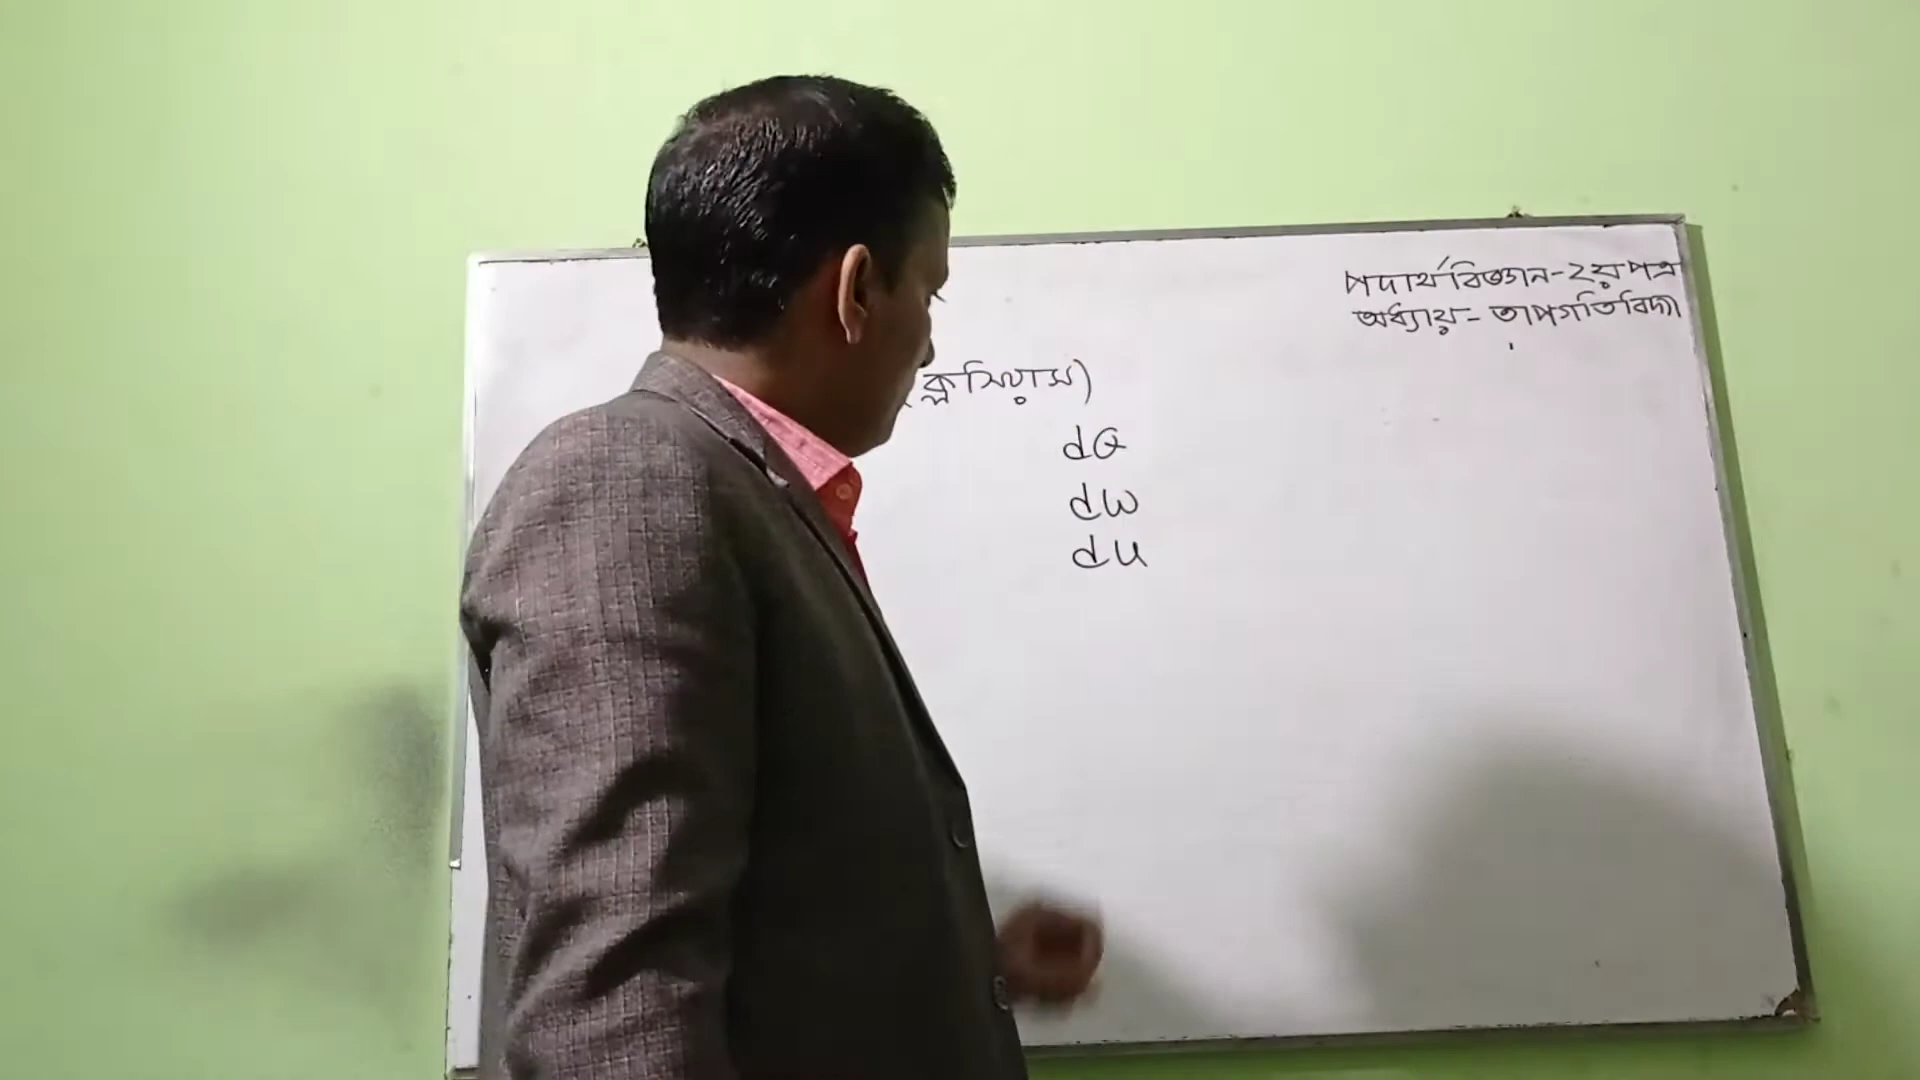 পদার্থবিজ্ঞান-২য়পত্র
অধ্যায়- তাপগতিবিদ্যা
(ক্লসিয়াস)
dQ
dW
dU